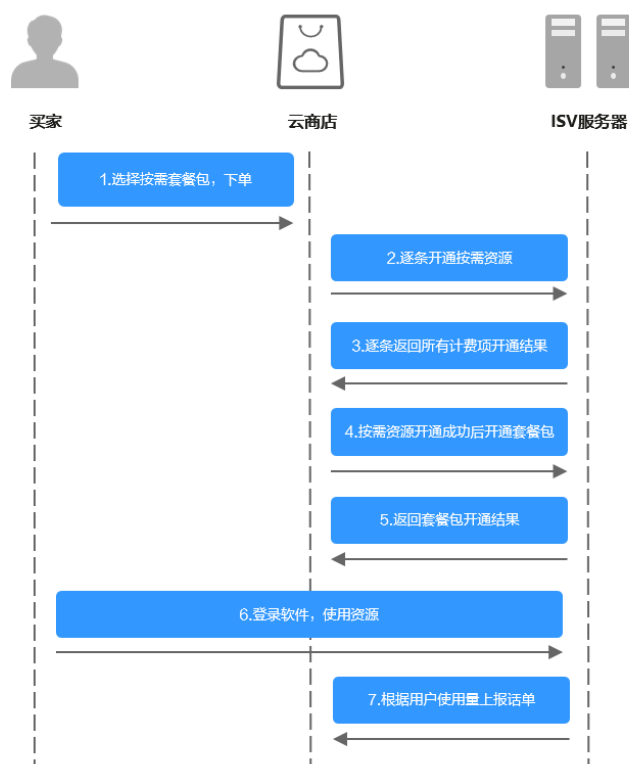 买家
云商店
ISV服务器
1.选择按需套餐包，下单
2.逐条开通按需资源
3.逐条返回所有计费项开通结果
4.按需资源开通成功后开通套餐包
5.返回套餐包开通结果
6.登录软件，使用资源
7.根据用户使用量上报话单